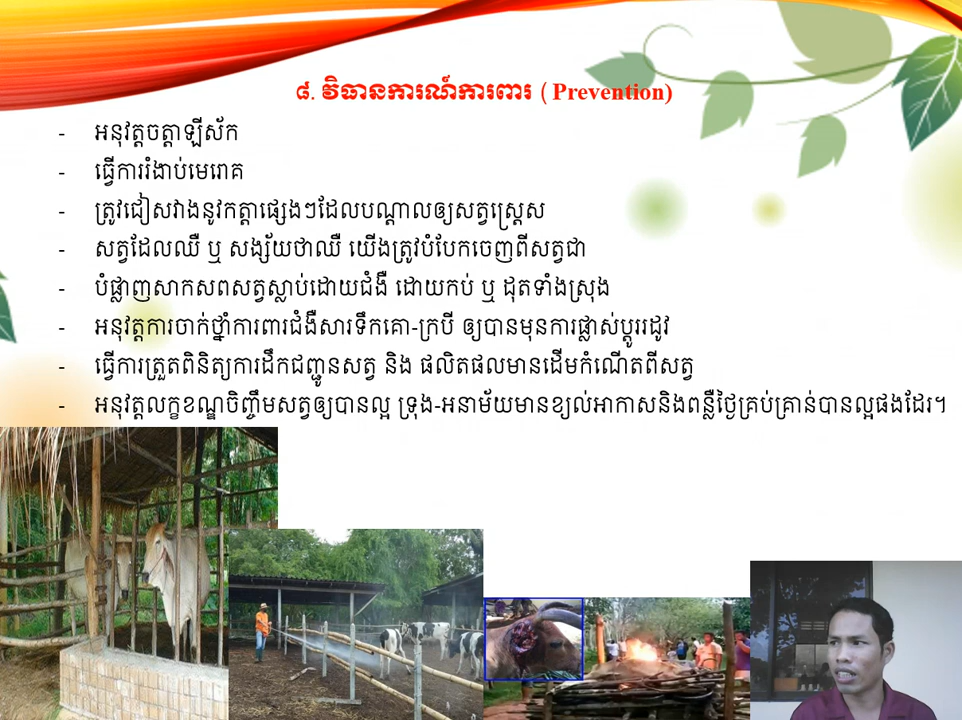 ៨. វិធានការណ៍ការពារ (Prevention)
- អនុវត្តចត្តាឡីស័ក
- ធ្វើការរំងាប់មេរោគ
- ត្រូវជៀសវាងនូវកត្តាផ្សេងៗដែលបណ្តាលឲ្យសត្វស្ត្រេស
- សត្វដែលឈឺ ឬ សង្ស័យថាឈឺ យើងត្រូវបំបែកចេញពីសត្វជា
- បំផ្លាញសាកសពសត្វស្លាប់ដោយជំងឺ ដោយកប់ ឬ ដុតទាំងស្រុង
- អនុវត្តការចាក់ថ្នាំការពារជំងឺសារទឹកគោ-ក្របី ឲ្យបានមុនការផ្លាស់ប្តូររដូវ
- ធ្វើការត្រួតពិនិត្យការដឹកជញ្ជូនសត្វ និង ផលិតផលមានដើមកំណើតពីសត្វ
- អនុវត្តលក្ខខណ្ឌចិញ្ចឹមសត្វឲ្យបានល្អ ទ្រុង-អនាម័យមានខ្យល់អាកាសនិងពន្លឺថ្ងៃគ្រប់គ្រាន់បានល្អផងដែរ។